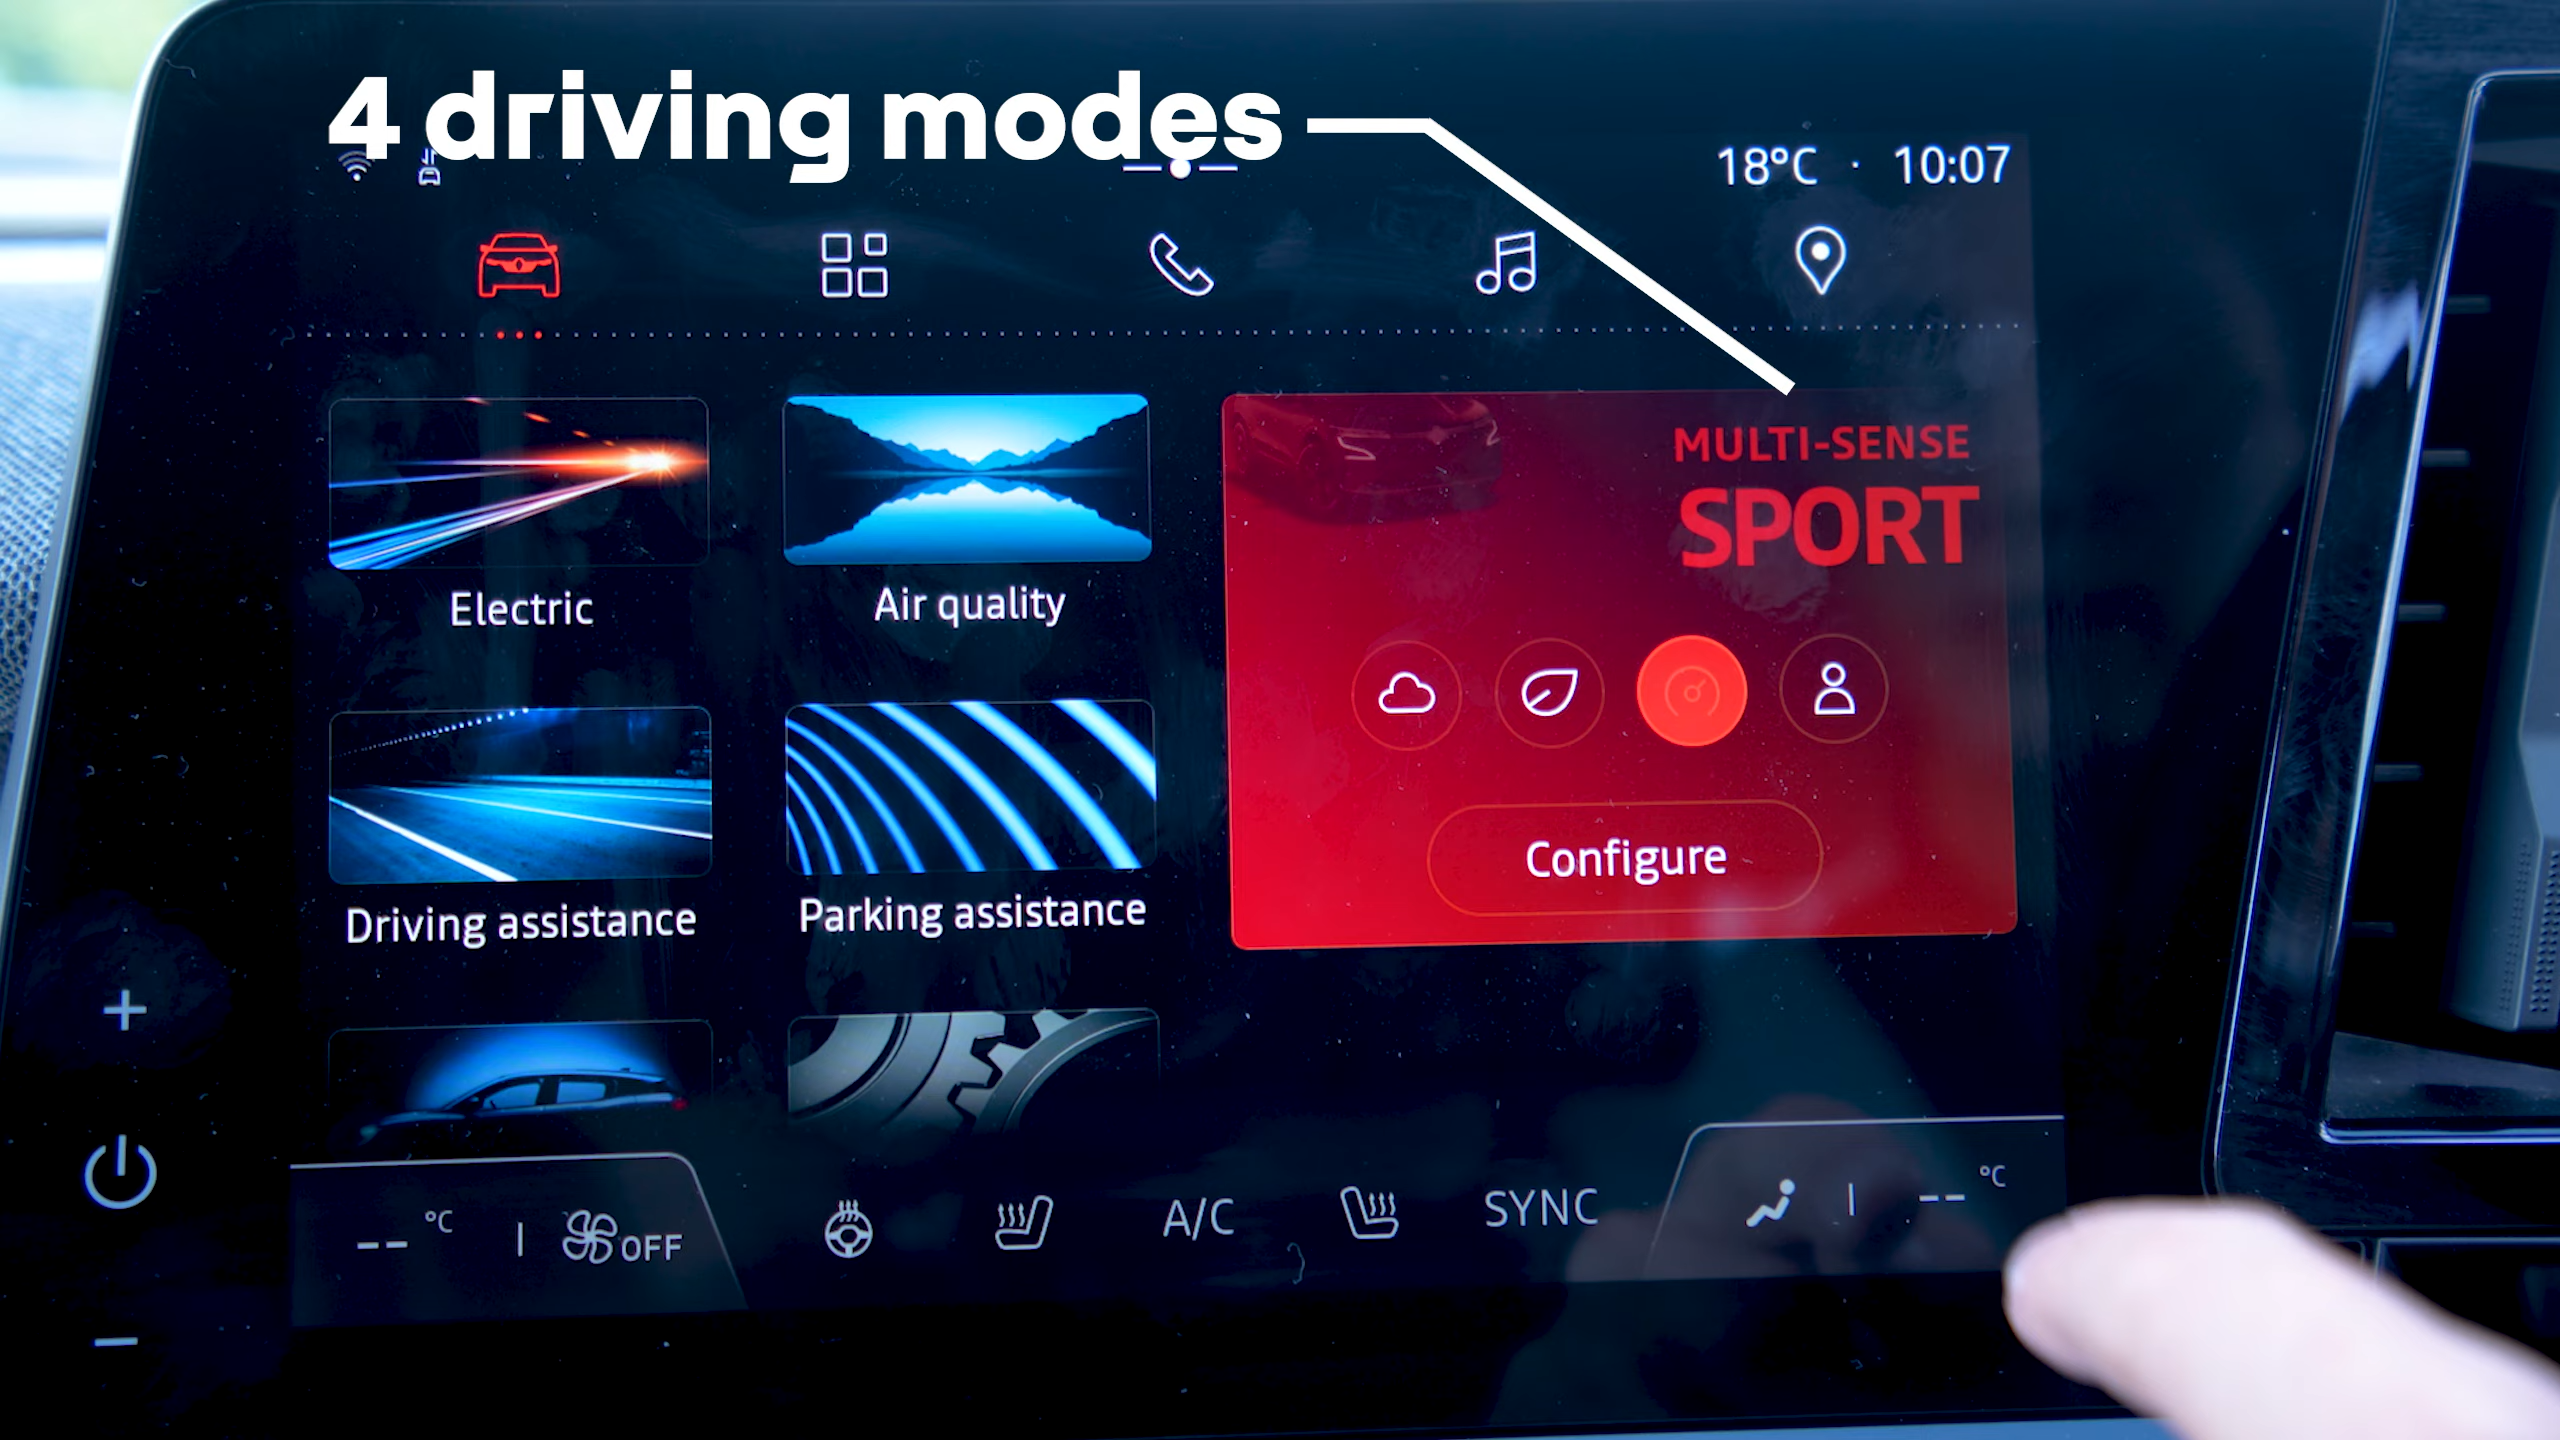 4 driving modes
18°C · 10:07
MULTI-SENSE
SPORT
Electric
Air quality
Configure
Driving assistance
Parking assistance
-- °C
OFF
A/C
SYNC
-- °C